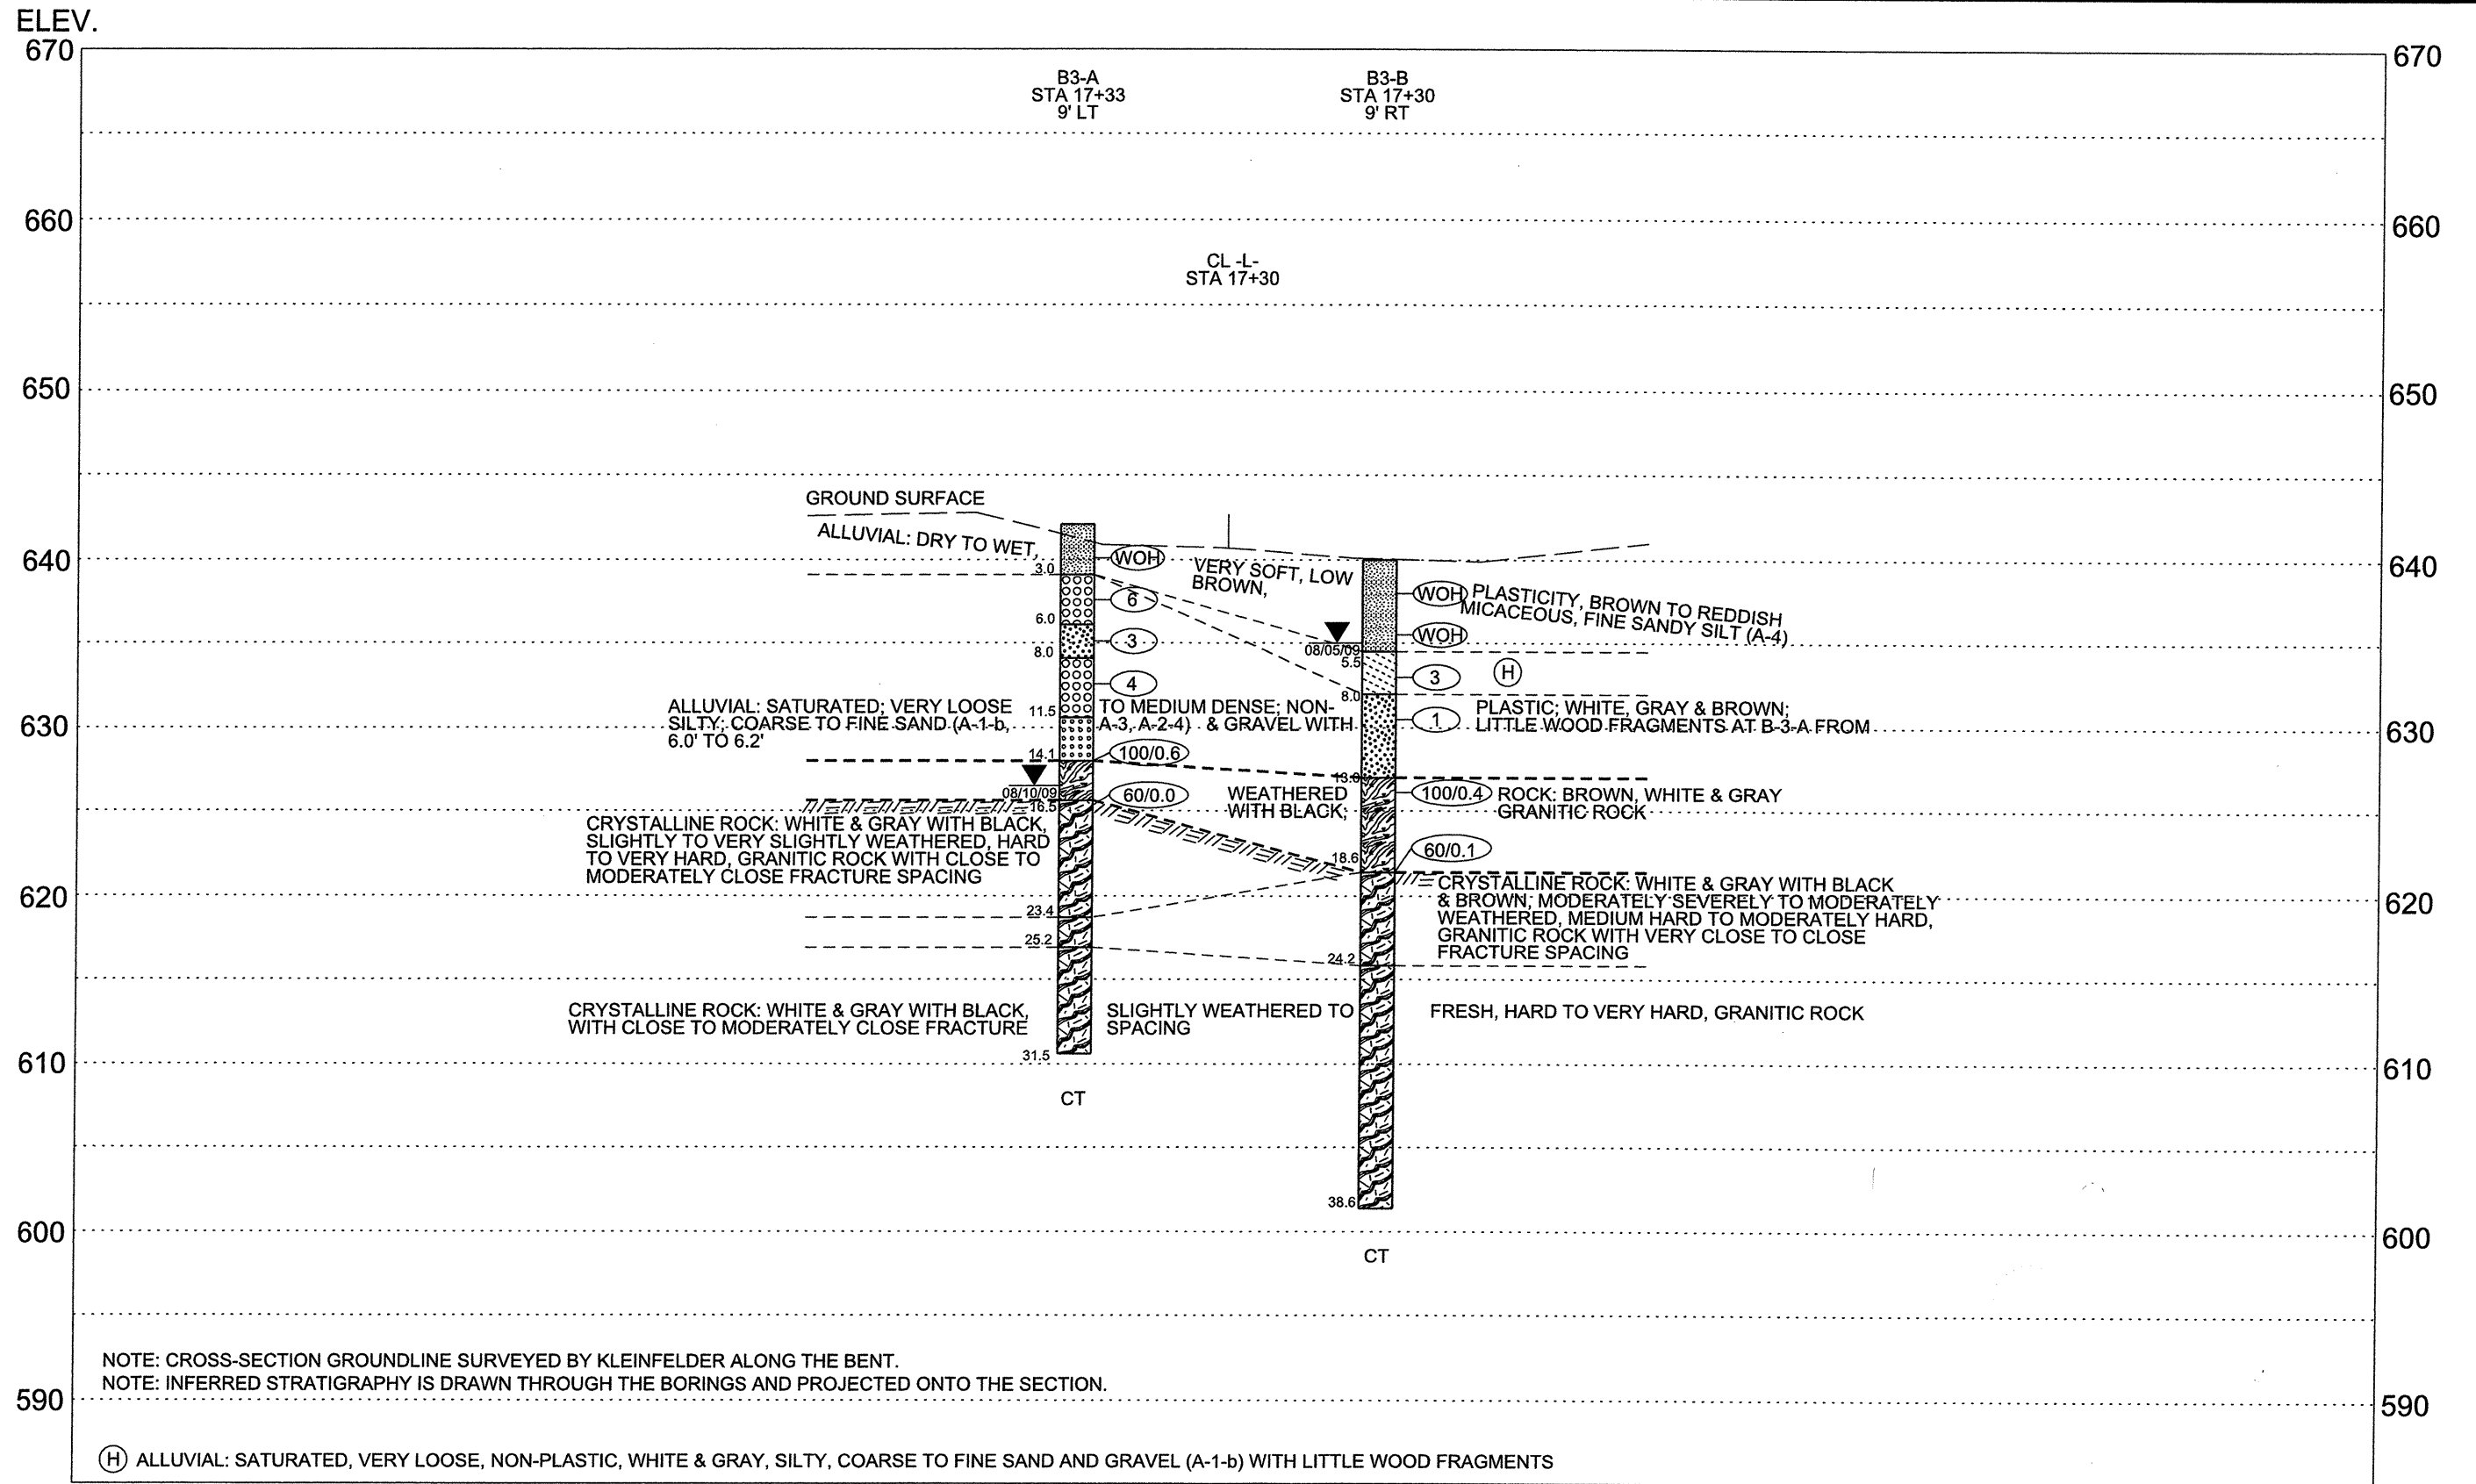 ELEV.
670
670
B3-A
STA 17+33
9' LT
B3-B
STA 17+30
9' RT
660
660
CL -L-
STA 17+30
650
650
GROUND SURFACE
ALLUVIAL: DRY TO WET,
VERY SOFT, LOW
PLASTICITY, BROWN TO REDDISH
BROWN,
MICACEOUS, FINE SANDY SILT (A-4)
640
640
3.0
WOH
6
6.0
3
8.0
4
11.5
14.1
100/0.6
08/10/09
16.5
60/0.0
WOH
WOH
08/05/09
5.5
3
H
8.0
1
13.0
100/0.4
18.6
60/0.1
ALLUVIAL: SATURATED; VERY LOOSE
TO MEDIUM DENSE; NON-
PLASTIC; WHITE, GRAY & BROWN;
SILTY; COARSE TO FINE SAND (A-1-b,
A-3, A-2-4) & GRAVEL WITH
LITTLE WOOD FRAGMENTS AT B-3-A FROM
6.0' TO 6.2'
630
630
WEATHERED
ROCK: BROWN, WHITE & GRAY
WITH BLACK;
GRANITIC ROCK
CRYSTALLINE ROCK: WHITE & GRAY WITH BLACK,
SLIGHTLY TO VERY SLIGHTLY WEATHERED, HARD
TO VERY HARD, GRANITIC ROCK WITH CLOSE TO
MODERATELY CLOSE FRACTURE SPACING
CRYSTALLINE ROCK: WHITE & GRAY WITH BLACK
& BROWN, MODERATELY SEVERELY TO MODERATELY
WEATHERED, MEDIUM HARD TO MODERATELY HARD,
GRANITIC ROCK WITH VERY CLOSE TO CLOSE
FRACTURE SPACING
620
620
23.4
25.2
24.2
CRYSTALLINE ROCK: WHITE & GRAY WITH BLACK,
SLIGHTLY WEATHERED TO
FRESH, HARD TO VERY HARD, GRANITIC ROCK
WITH CLOSE TO MODERATELY CLOSE FRACTURE
SPACING
31.5
610
610
CT
38.6
600
600
CT
NOTE: CROSS-SECTION GROUNDLINE SURVEYED BY KLEINFELDER ALONG THE BENT.
NOTE: INFERRED STRATIGRAPHY IS DRAWN THROUGH THE BORINGS AND PROJECTED ONTO THE SECTION.
590
590
H ALLUVIAL: SATURATED, VERY LOOSE, NON-PLASTIC, WHITE & GRAY, SILTY, COARSE TO FINE SAND AND GRAVEL (A-1-b) WITH LITTLE WOOD FRAGMENTS